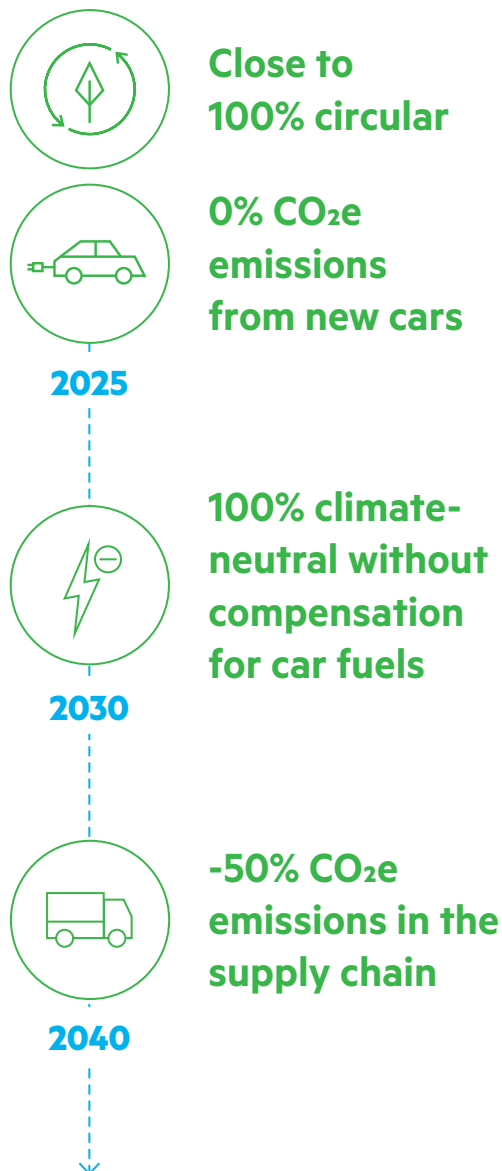 Close to
100% circular
0% CO₂e
emissions
from new cars
2025
100% climate-
neutral without
compensation
for car fuels
2030
-50% CO₂e
emissions in the
supply chain
2040